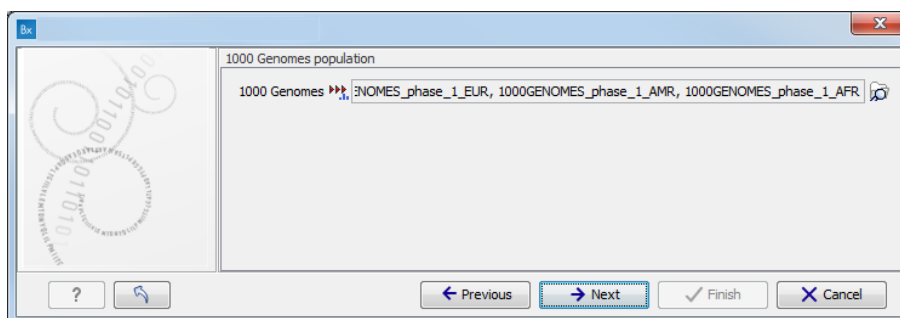 Bx
1000 Genomes population
1000 Genomes ENOMES_phase_1_EUR, 1000GENOMES_phase_1_AMR, 1000GENOMES_phase_1_AFR
? Previous Next Finish Cancel